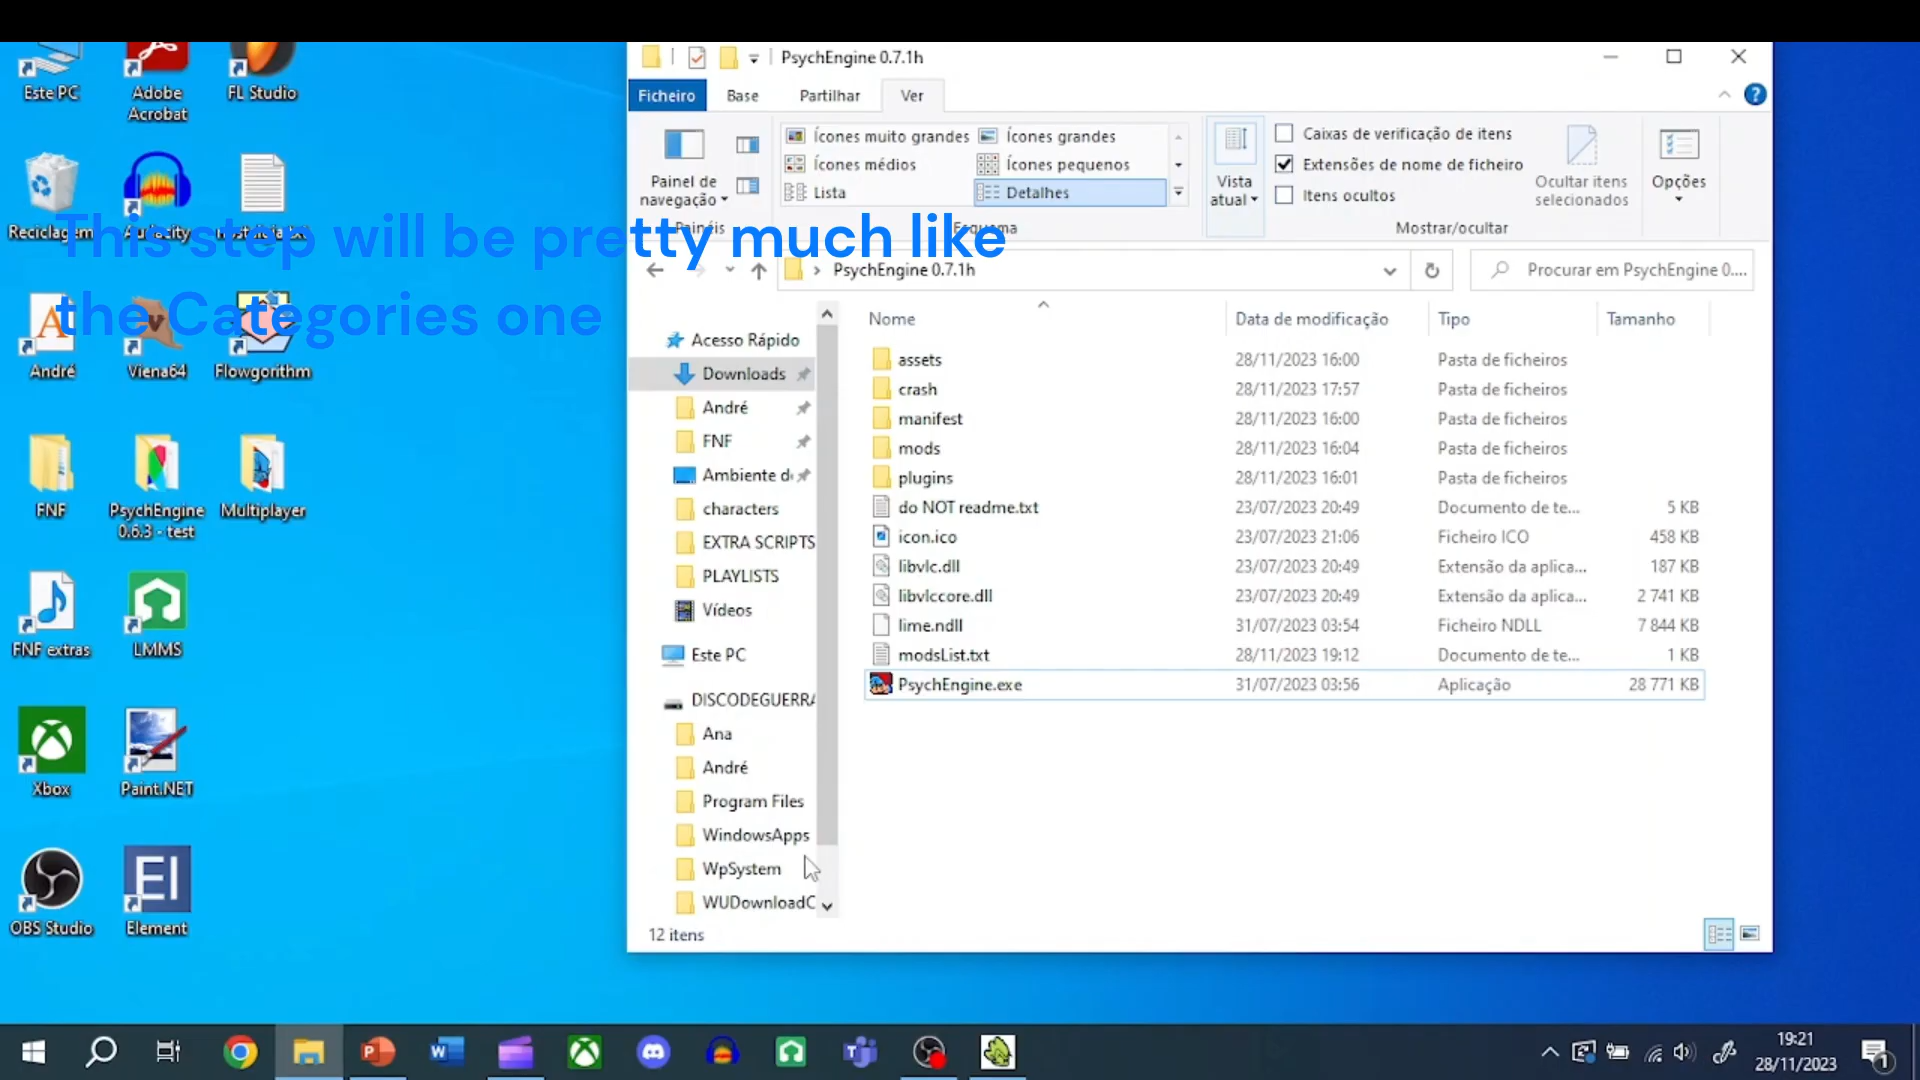 PsychEngine 0.7.1h
Ficheiro Base Partilhar Ver
Painel de navegação
Ícones muito grandes Ícones grandes
Ícones médios Ícones pequenos
Lista Detalhes
Vista atual
Caixas de verificação de itens
Extensões de nome de ficheiro
Itens ocultos
Ocultar itens selecionados
Opções
Painéis Esquema Mostrar/ocultar
This step will be pretty much like
the Categories one
PsychEngine 0.7.1h
Procurar em PsychEngine 0....
Este PC
Adobe Acrobat
FL Studio
Reciclagem
Audacity
André
Viena64
Flowgorithm
FNF
PsychEngine 0.6.3 - test
Multiplayer
FNF extras
LMMS
Xbox
Paint.NET
OBS Studio
Element
Acesso Rápido
Downloads
André
FNF
Ambiente d
characters
EXTRA SCRIPTS
PLAYLISTS
Vídeos
Este PC
DISCODEGUERRA
Ana
André
Program Files
WindowsApps
WpSystem
WUDownloadC
Nome Data de modificação Tipo Tamanho
assets 28/11/2023 16:00 Pasta de ficheiros
crash 28/11/2023 17:57 Pasta de ficheiros
manifest 28/11/2023 16:00 Pasta de ficheiros
mods 28/11/2023 16:04 Pasta de ficheiros
plugins 28/11/2023 16:01 Pasta de ficheiros
do NOT readme.txt 23/07/2023 20:49 Documento de te... 5 KB
icon.ico 23/07/2023 21:06 Ficheiro ICO 458 KB
libvlc.dll 23/07/2023 20:49 Extensão da aplica... 187 KB
libvlccore.dll 23/07/2023 20:49 Extensão da aplica... 2 741 KB
lime.ndll 31/07/2023 03:54 Ficheiro NDLL 7 844 KB
modsList.txt 28/11/2023 19:12 Documento de te... 1 KB
PsychEngine.exe 31/07/2023 03:56 Aplicação 28 771 KB
12 itens
19:21
28/11/2023
1